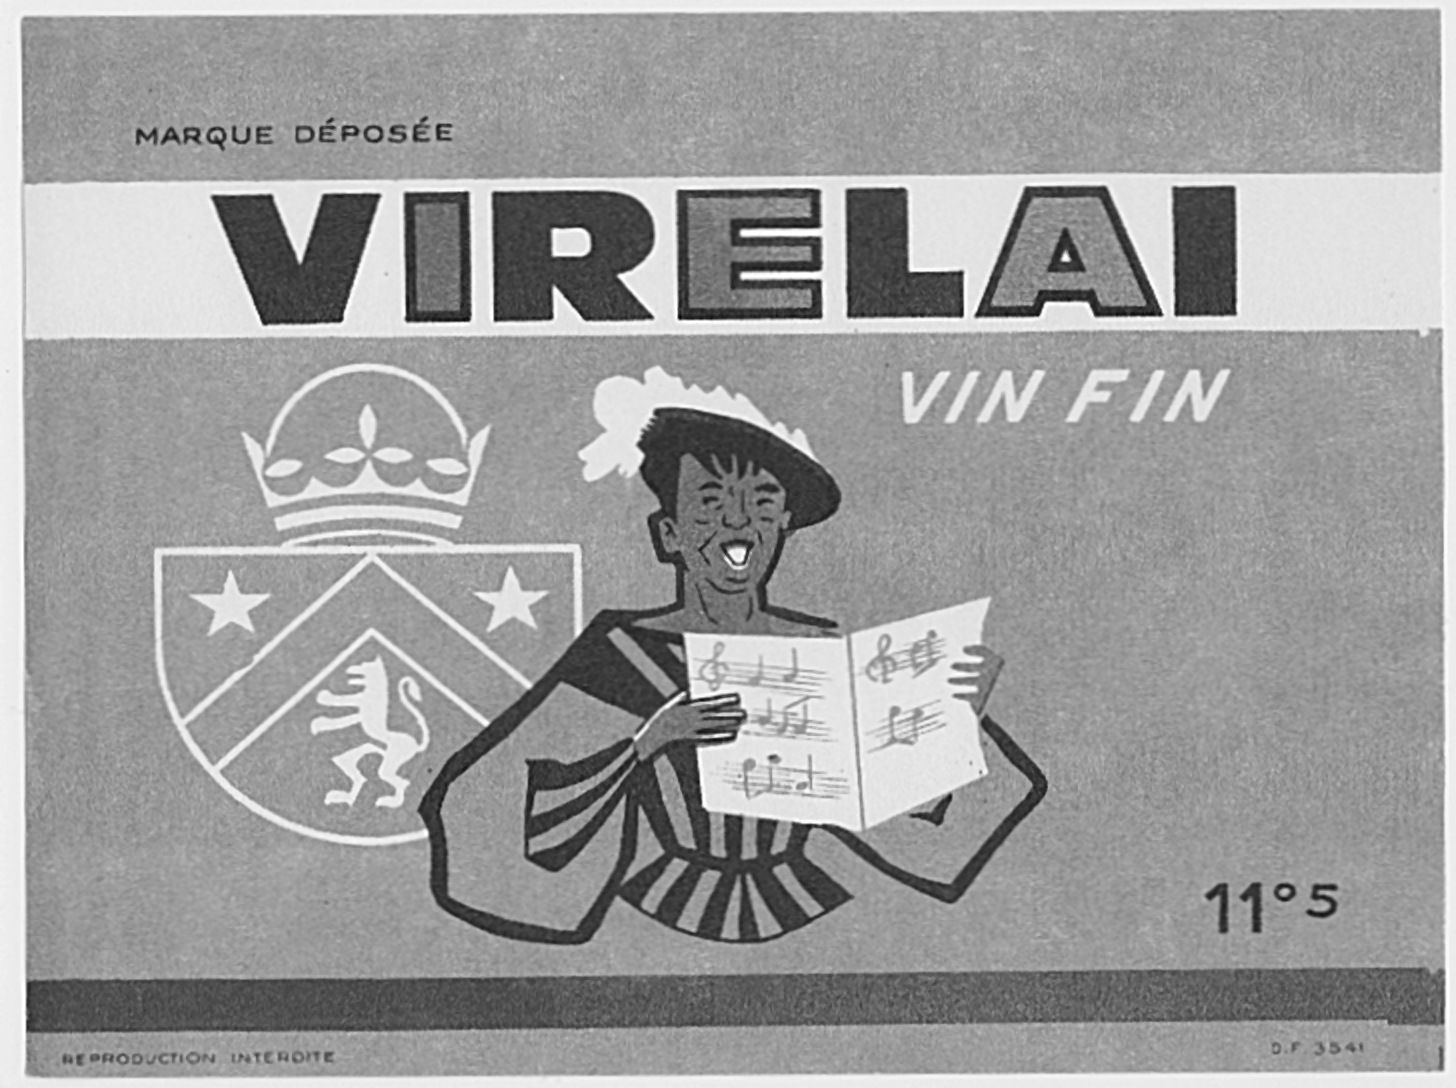 MARQUE DÉPOSÉE
VIRELAI
VIN FIN
11°5
REPRODUCTION INTERDITE
D.F. 3541